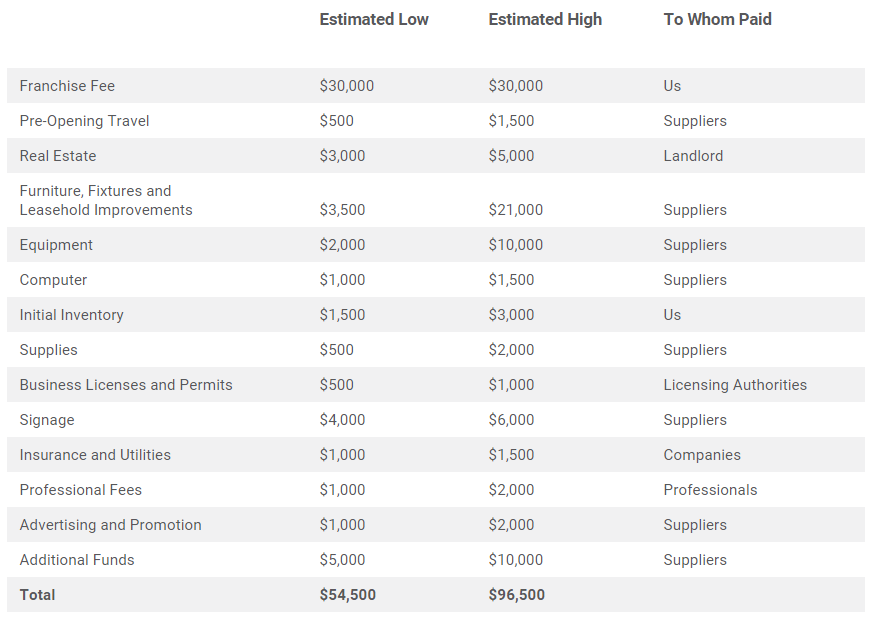 Estimated Low Estimated High To Whom Paid
Franchise Fee $30,000 $30,000 Us
Pre-Opening Travel $500 $1,500 Suppliers
Real Estate $3,000 $5,000 Landlord
Furniture, Fixtures and
Leasehold Improvements $3,500 $21,000 Suppliers
Equipment $2,000 $10,000 Suppliers
Computer $1,000 $1,500 Suppliers
Initial Inventory $1,500 $3,000 Us
Supplies $500 $2,000 Suppliers
Business Licenses and Permits $500 $1,000 Licensing Authorities
Signage $4,000 $6,000 Suppliers
Insurance and Utilities $1,000 $1,500 Companies
Professional Fees $1,000 $2,000 Professionals
Advertising and Promotion $1,000 $2,000 Suppliers
Additional Funds $5,000 $10,000 Suppliers
Total $54,500 $96,500